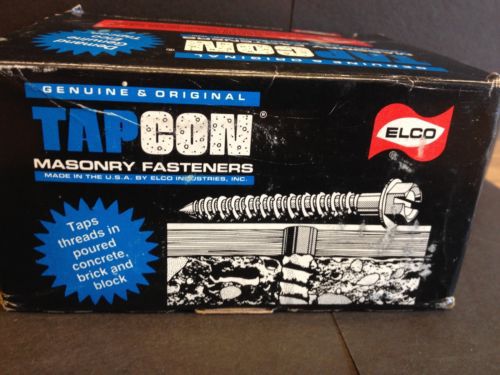 GENUINE & ORIGINAL
TAPCON®
MASONRY FASTENERS
MADE IN THE U.S.A. BY ELCO INDUSTRIES, INC.
ELCO
®
Taps
threads in
poured
concrete,
brick and
block